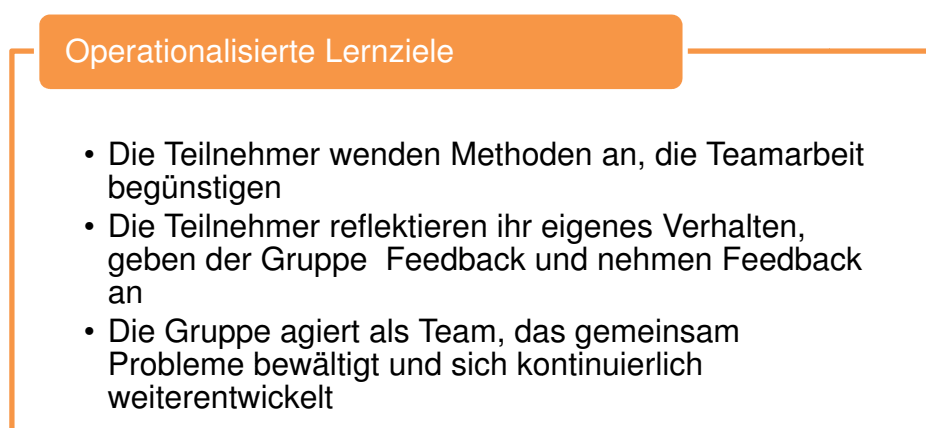 Operationalisierte Lernziele
• Die Teilnehmer wenden Methoden an, die Teamarbeit
begünstigen
• Die Teilnehmer reflektieren ihr eigenes Verhalten,
geben der Gruppe  Feedback und nehmen Feedback
an
• Die Gruppe agiert als Team, das gemeinsam
Probleme bewältigt und sich kontinuierlich
weiterentwickelt